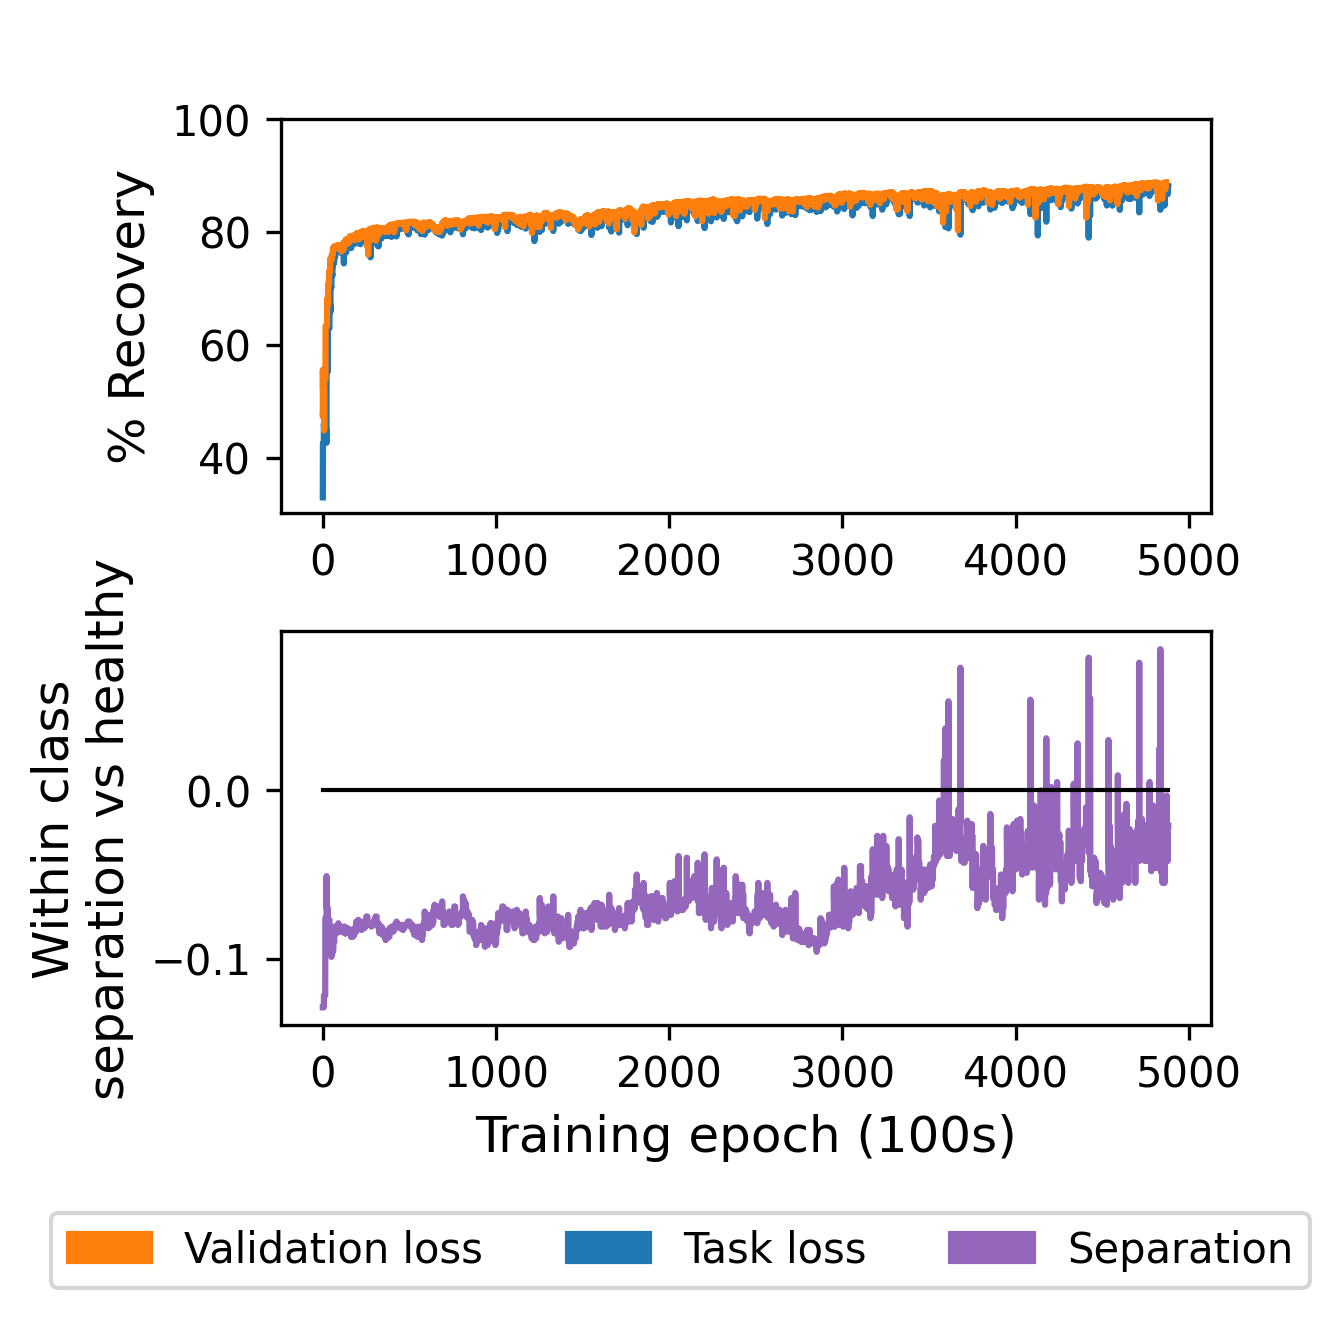 100
80
60
40
% Recovery
0 1000 2000 3000 4000 5000
Within class
separation vs healthy
0.0
−0.1
0 1000 2000 3000 4000 5000
Training epoch (100s)
Validation loss Task loss Separation